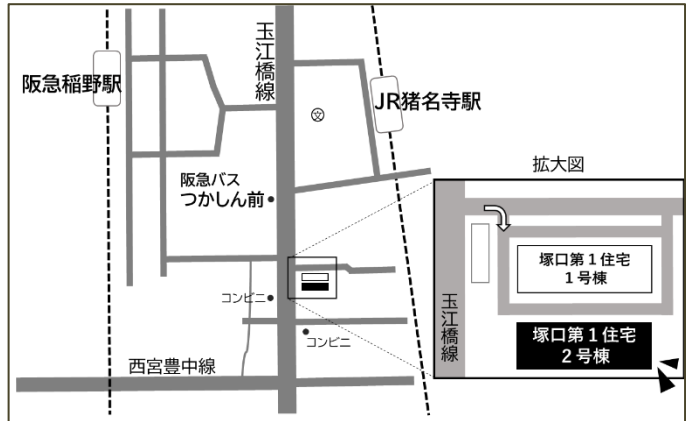 玉江橋線
阪急稲野駅
JR猪名寺駅
文
阪急バス
つかしん前
拡大図
塚口第1住宅
1号棟
コンビニ
玉江橋線
コンビニ
塚口第1住宅
2号棟
西宮豊中線